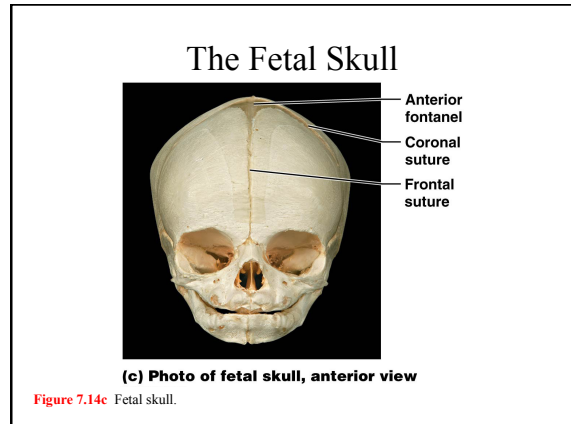 The Fetal Skull
Anterior
fontanel
Coronal
suture
Frontal
suture
(c) Photo of fetal skull, anterior view
Figure 7.14c Fetal skull.